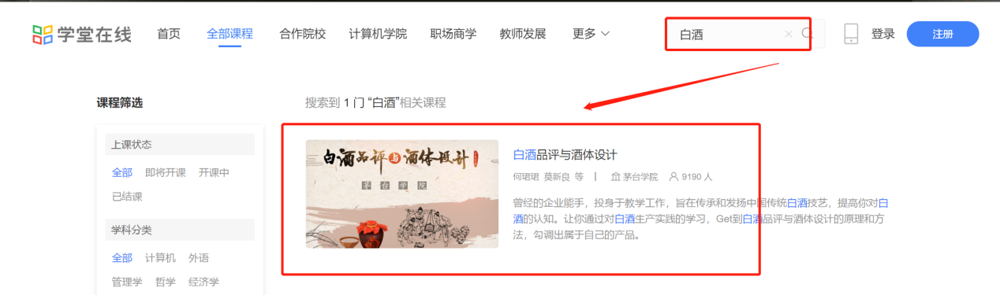 学堂在线 首页 全部课程 合作院校 计算机学院 职场商学 教师发展 更多 白酒 登录 注册
课程筛选
搜索到 1 门 “白酒”相关课程
上课状态
全部 即将开课 开课中
已结课
学科分类
全部 计算机 外语
管理学 哲学 经济学
白酒品评与酒体设计
茅台学院
白酒品评与酒体设计
何珺珺 莫新良 等 | 茅台学院 9190 人
曾经的企业能手，投身于教学工作，旨在传承和发扬中国传统白酒技艺，提高你对白
酒的认知。让你通过对白酒生产实践的学习，Get到白酒品评与酒体设计的原理和方
法，勾调出属于自己的产品。